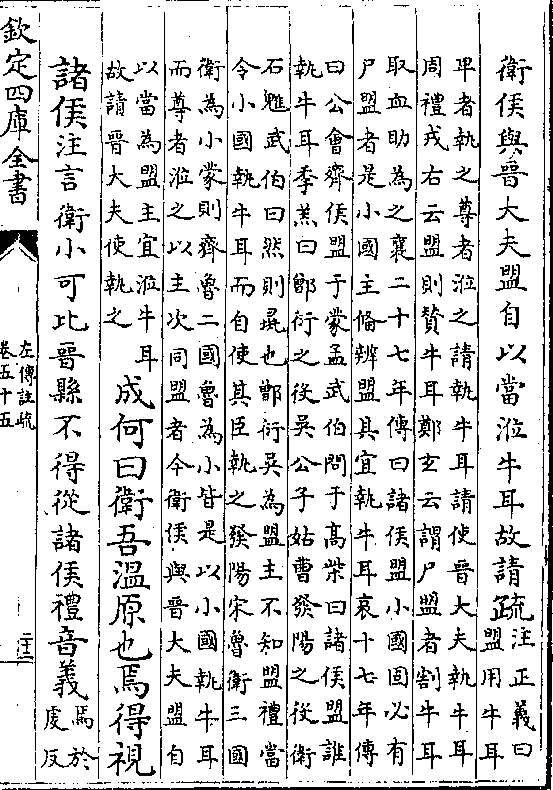 衛侯與晉大夫盟自以當涖牛耳故請疏注正義曰
盟用牛耳
卑者執之尊者涖之請執牛耳請使晉大夫執牛耳
周禮戎右云盟則贊牛耳鄭玄云謂尸盟者割牛耳
取血助為之襄二十七年傳曰諸侯盟小國固必有
尸盟者是小國主偹辨盟具宜執牛耳哀十七年傳
曰公會齊侯盟于蒙孟武伯問于髙柴曰諸侯盟誰
執牛耳季羔曰鄫衍之役吳公子姑曹發陽之役衛
石魋武伯曰然則彘也鄫衍吳為盟主不知盟禮當
令小國執牛耳而自使其臣執之發陽宋魯衛三國
衛為小蒙則齊魯二國魯為小皆是以小國執牛耳
而尊者涖之以主次同盟者今衛侯與晉大夫盟自
以當為盟主宜涖牛耳
故請晉大夫使執之
成何曰衛吾溫原也焉得視
諸侯注言衛小可比晉縣不得從諸侯禮音義焉於
虔反
欽定四庫全書
左傳註疏
卷五十五